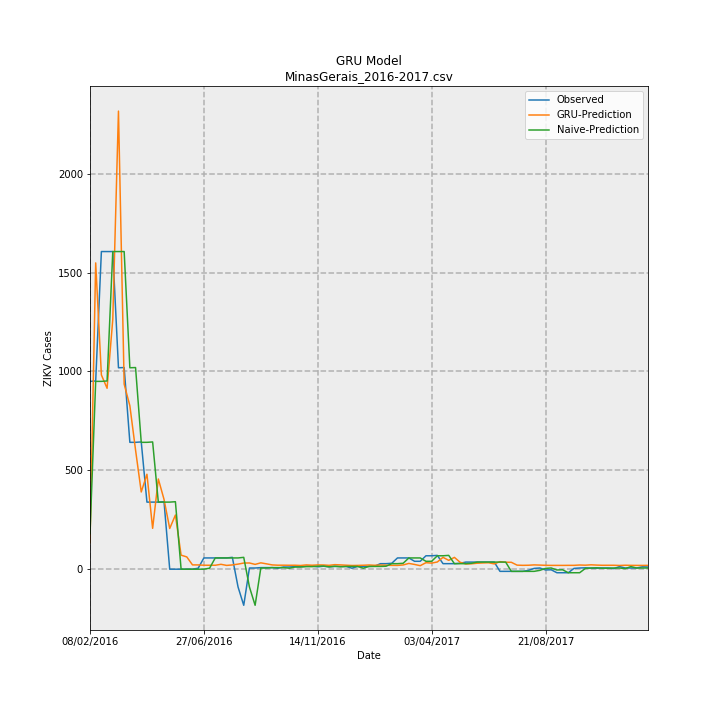 GRU Model
MinasGerais_2016-2017.csv
Observed
GRU-Prediction
Naive-Prediction
2000
1500
1000
500
0
ZIKV Cases
08/02/2016
27/06/2016
14/11/2016
03/04/2017
21/08/2017
Date